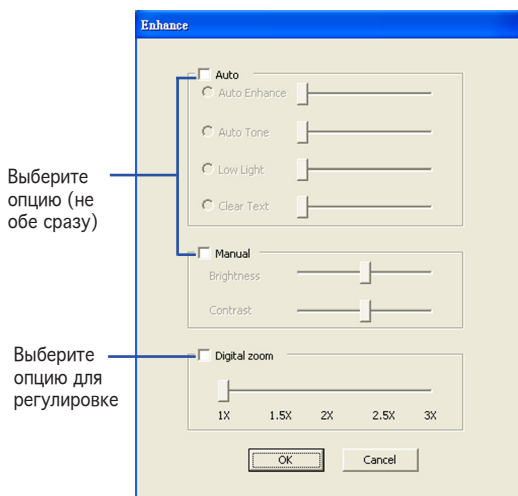 Enhance
Auto
Auto Enhance
Auto Tone
Low Light
Clear Text
Выберите
опцию (не
обе сразу)
Manual
Brightness
Contrast
Выберите
опцию для
регулировке
Digital zoom
1X 1.5X 2X 2.5X 3X
OK Cancel